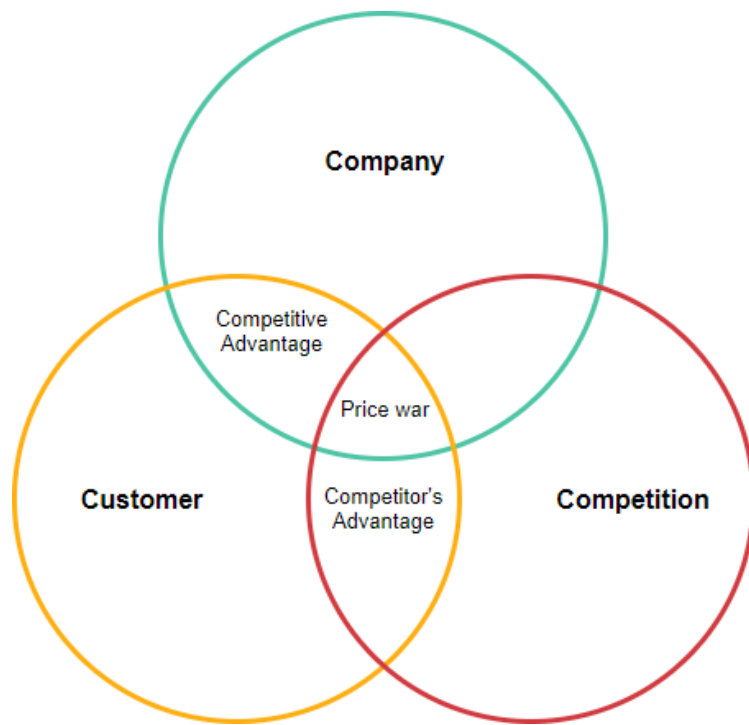 Company
Competitive
Advantage
Price war
Customer
Competitor's
Advantage
Competition